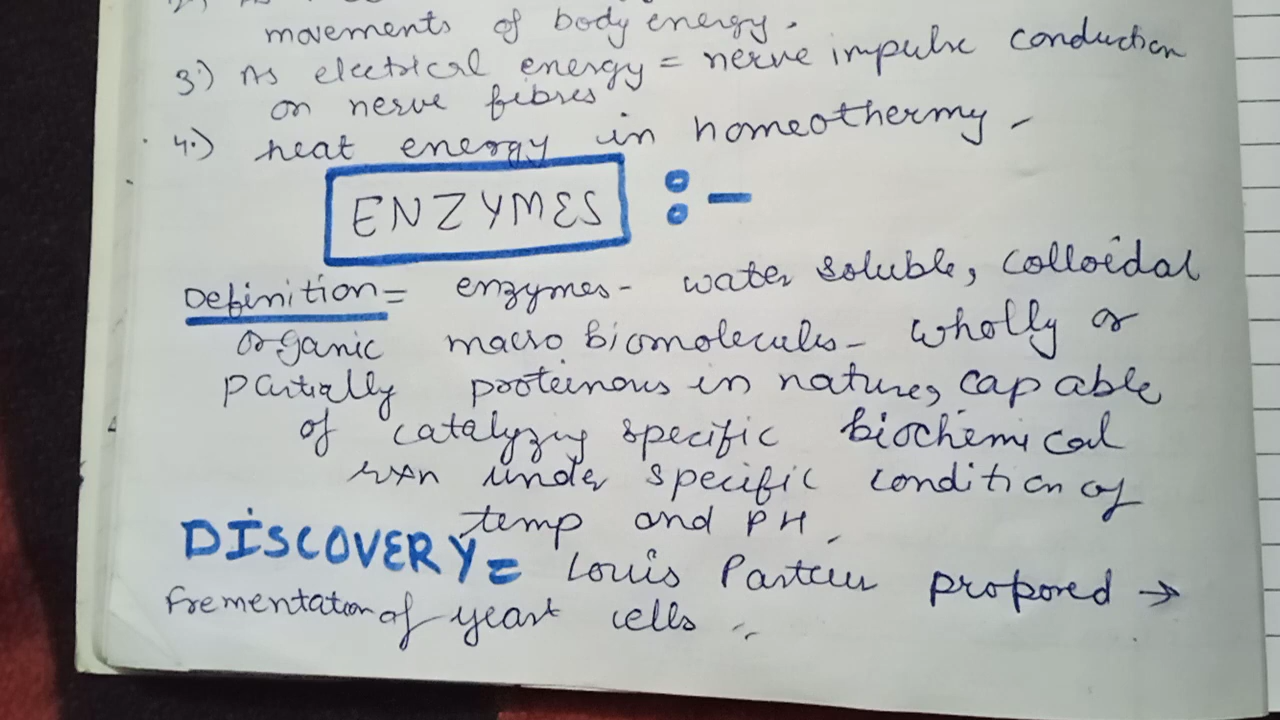 movements of body energy.
3.) As electrical energy = nerve impulse conduction
on nerve fibres
4.) heat energy in homeothermy -
ENZYMES :-
Definition = enzymes - water soluble, colloidal
organic macro biomolecules - wholly or
partially proteinous in nature, capable
of catalyzing specific biochemical
rxn under specific condition of
temp and PH.
DISCOVERY = Louis Pasteur proposed →
Frementation of yeast cells